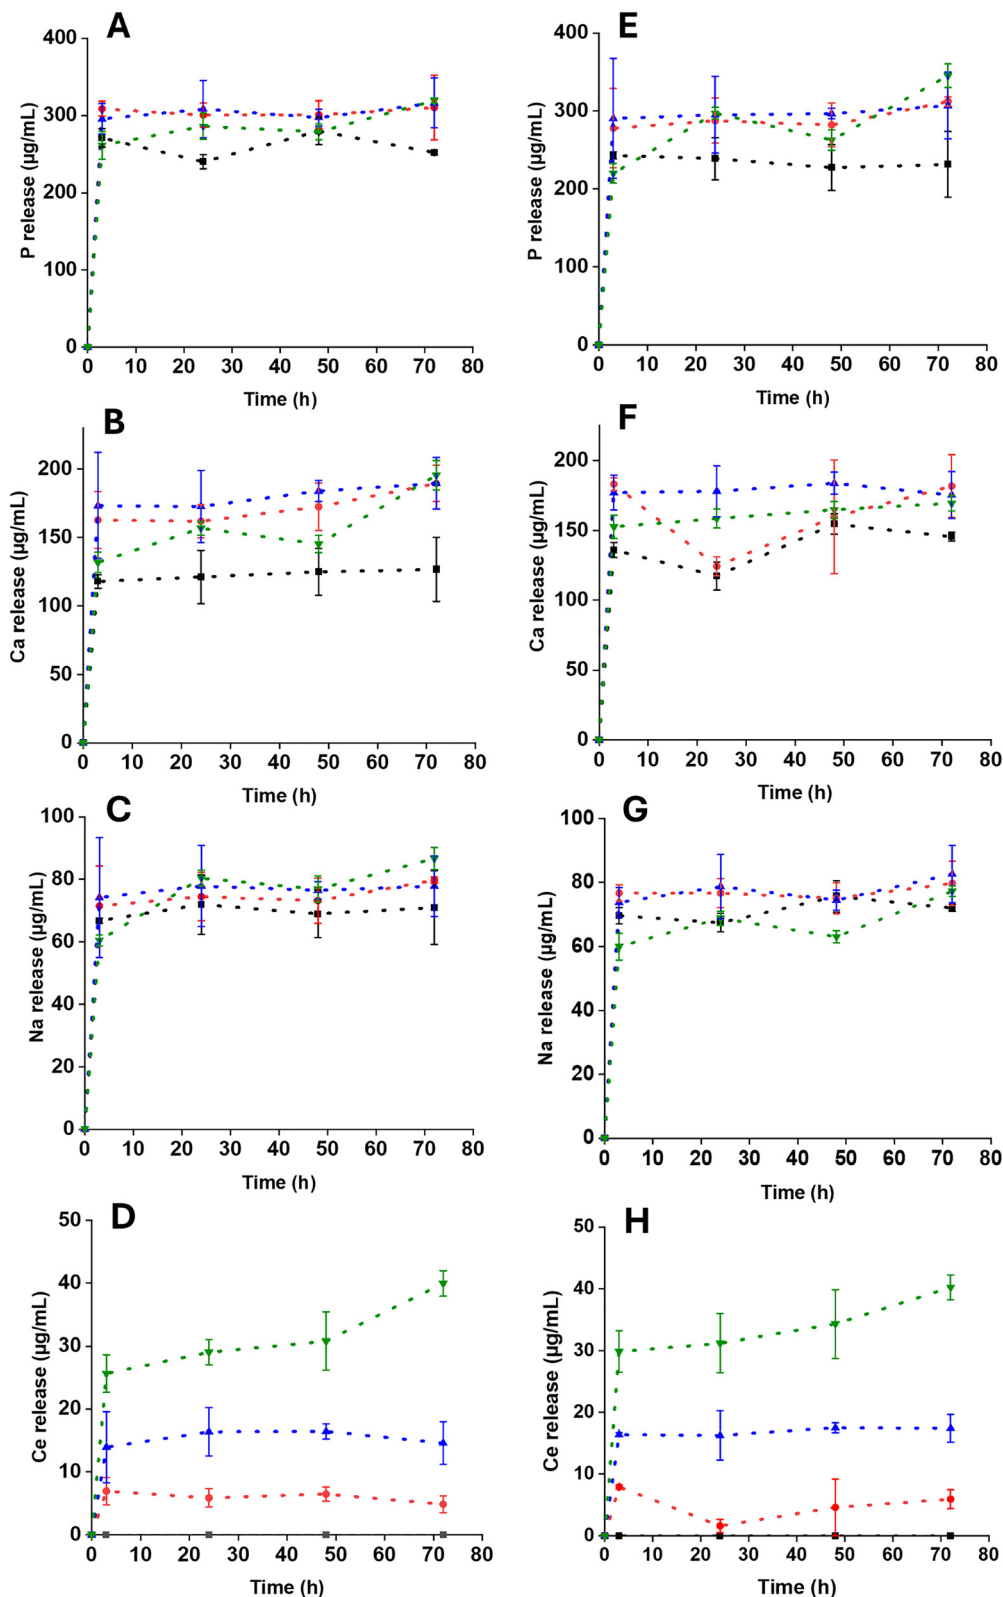 A
P release (µg/mL)
400
300
200
100
0
0 10 20 30 40 50 60 70 80
Time (h)
E
P release (µg/mL)
400
300
200
100
0
0 10 20 30 40 50 60 70 80
Time (h)
B
Ca release (µg/mL)
200
150
100
50
0
0 10 20 30 40 50 60 70 80
Time (h)
F
Ca release (µg/mL)
200
150
100
50
0
0 10 20 30 40 50 60 70 80
Time (h)
C
Na release (µg/mL)
100
80
60
40
20
0
0 10 20 30 40 50 60 70 80
Time (h)
G
Na release (µg/mL)
100
80
60
40
20
0
0 10 20 30 40 50 60 70 80
Time (h)
D
Ce release (µg/mL)
50
40
30
20
10
0
0 10 20 30 40 50 60 70 80
Time (h)
H
Ce release (µg/mL)
50
40
30
20
10
0
0 10 20 30 40 50 60 70 80
Time (h)